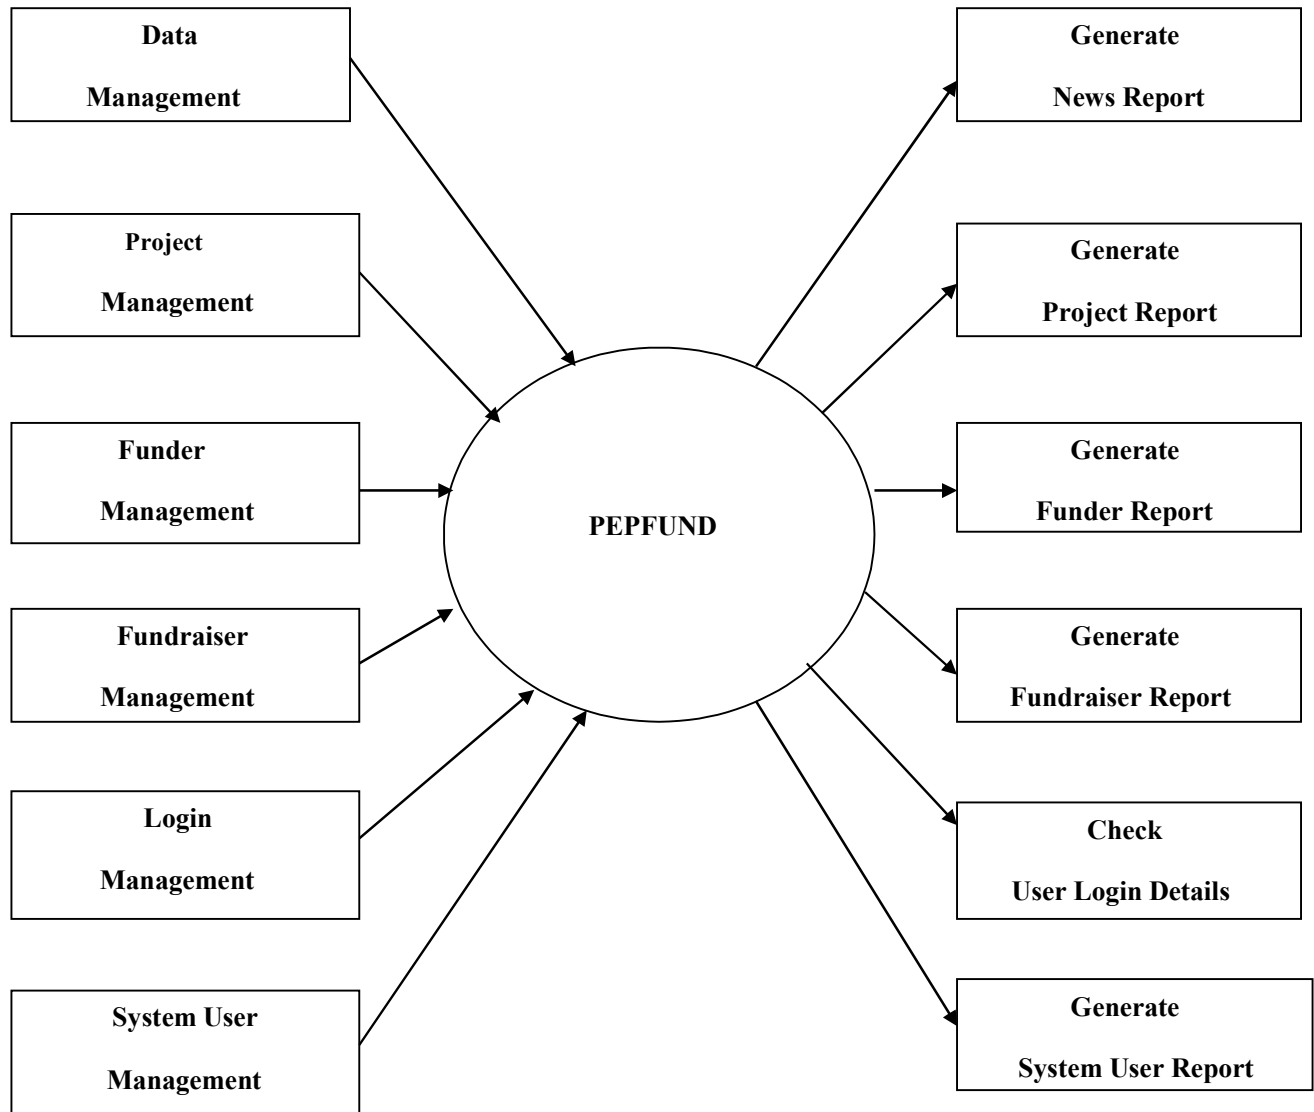 Data
Management
Project
Management
Funder
Management
Fundraiser
Management
Login
Management
System User
Management
PEPFUND
Generate
News Report
Generate
Project Report
Generate
Funder Report
Generate
Fundraiser Report
Check
User Login Details
Generate
System User Report